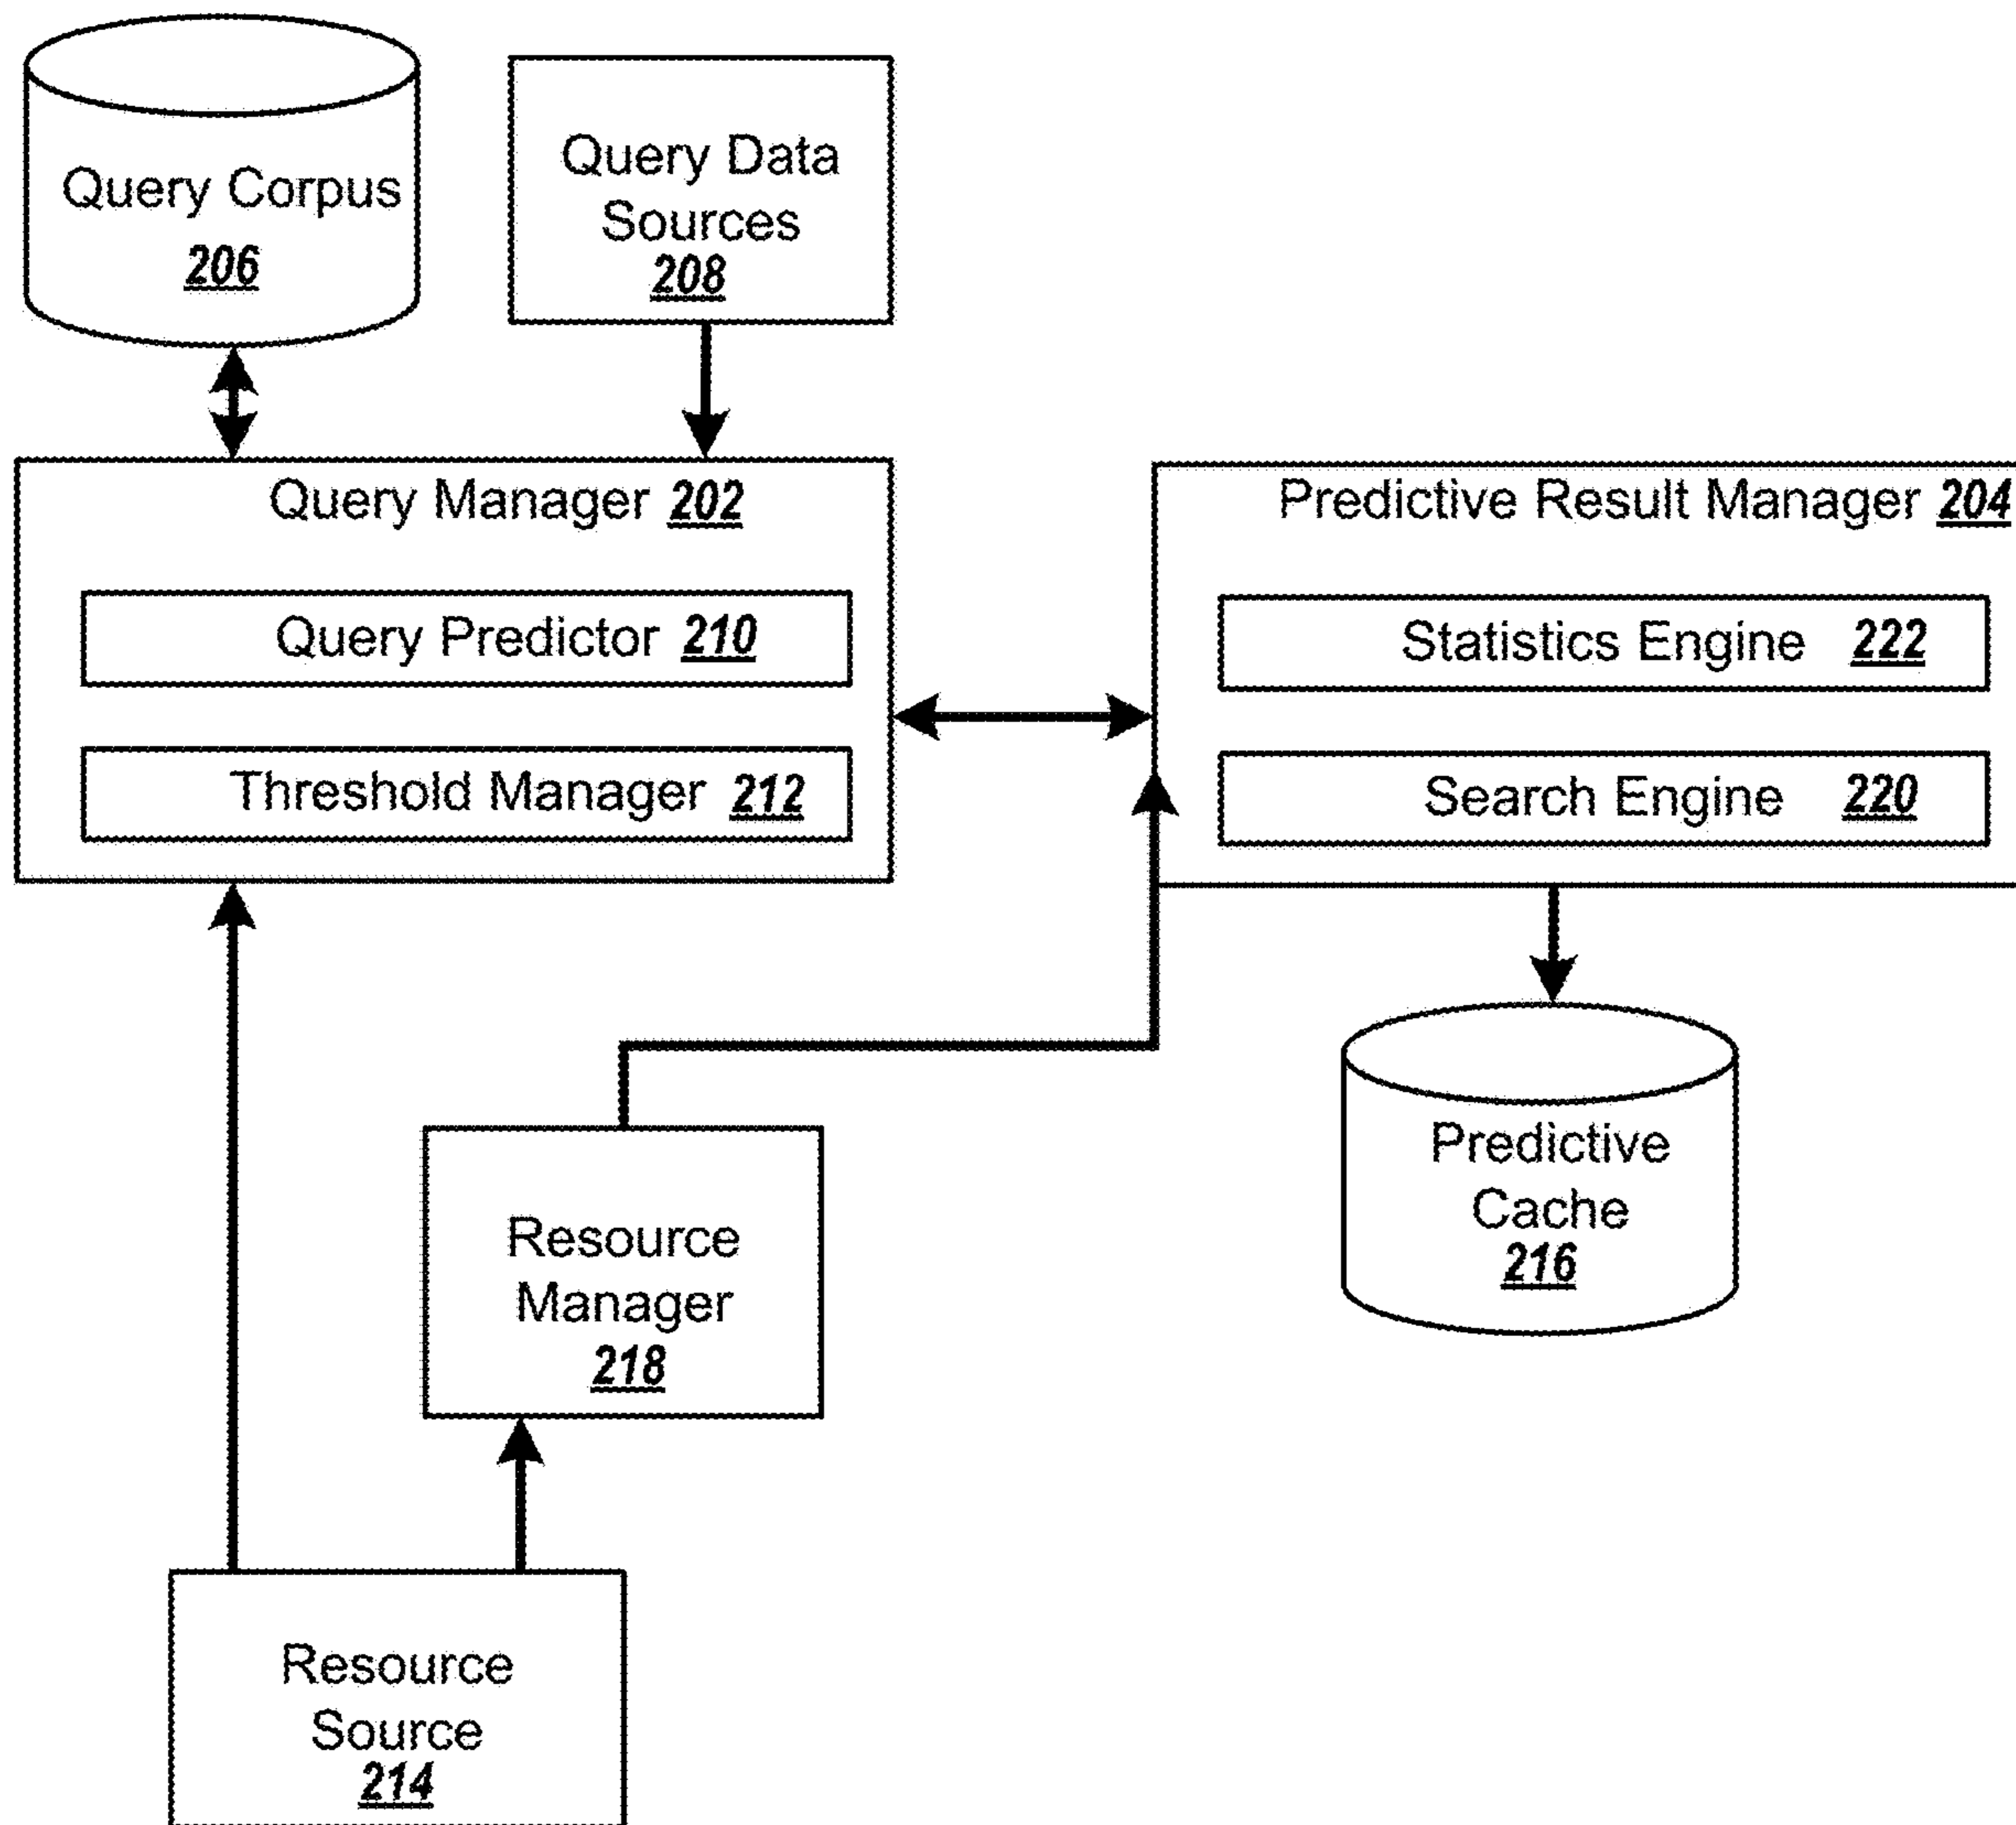 Query Corpus
206
Query Data
Sources
208
Query Manager 202
Query Predictor 210
Threshold Manager 212
Predictive Result Manager 204
Statistics Engine 222
Search Engine 220
Predictive
Cache
216
Resource
Manager
218
Resource
Source
214